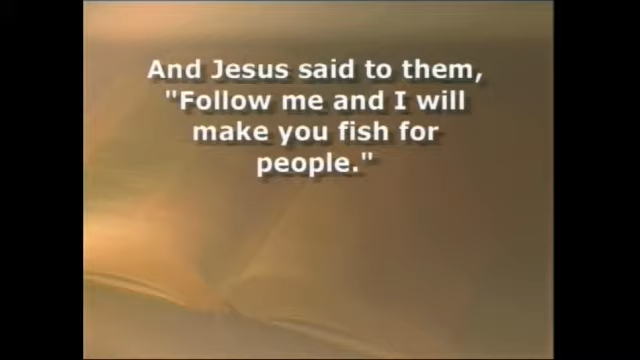 And Jesus said to them,
"Follow me and I will
make you fish for
people."